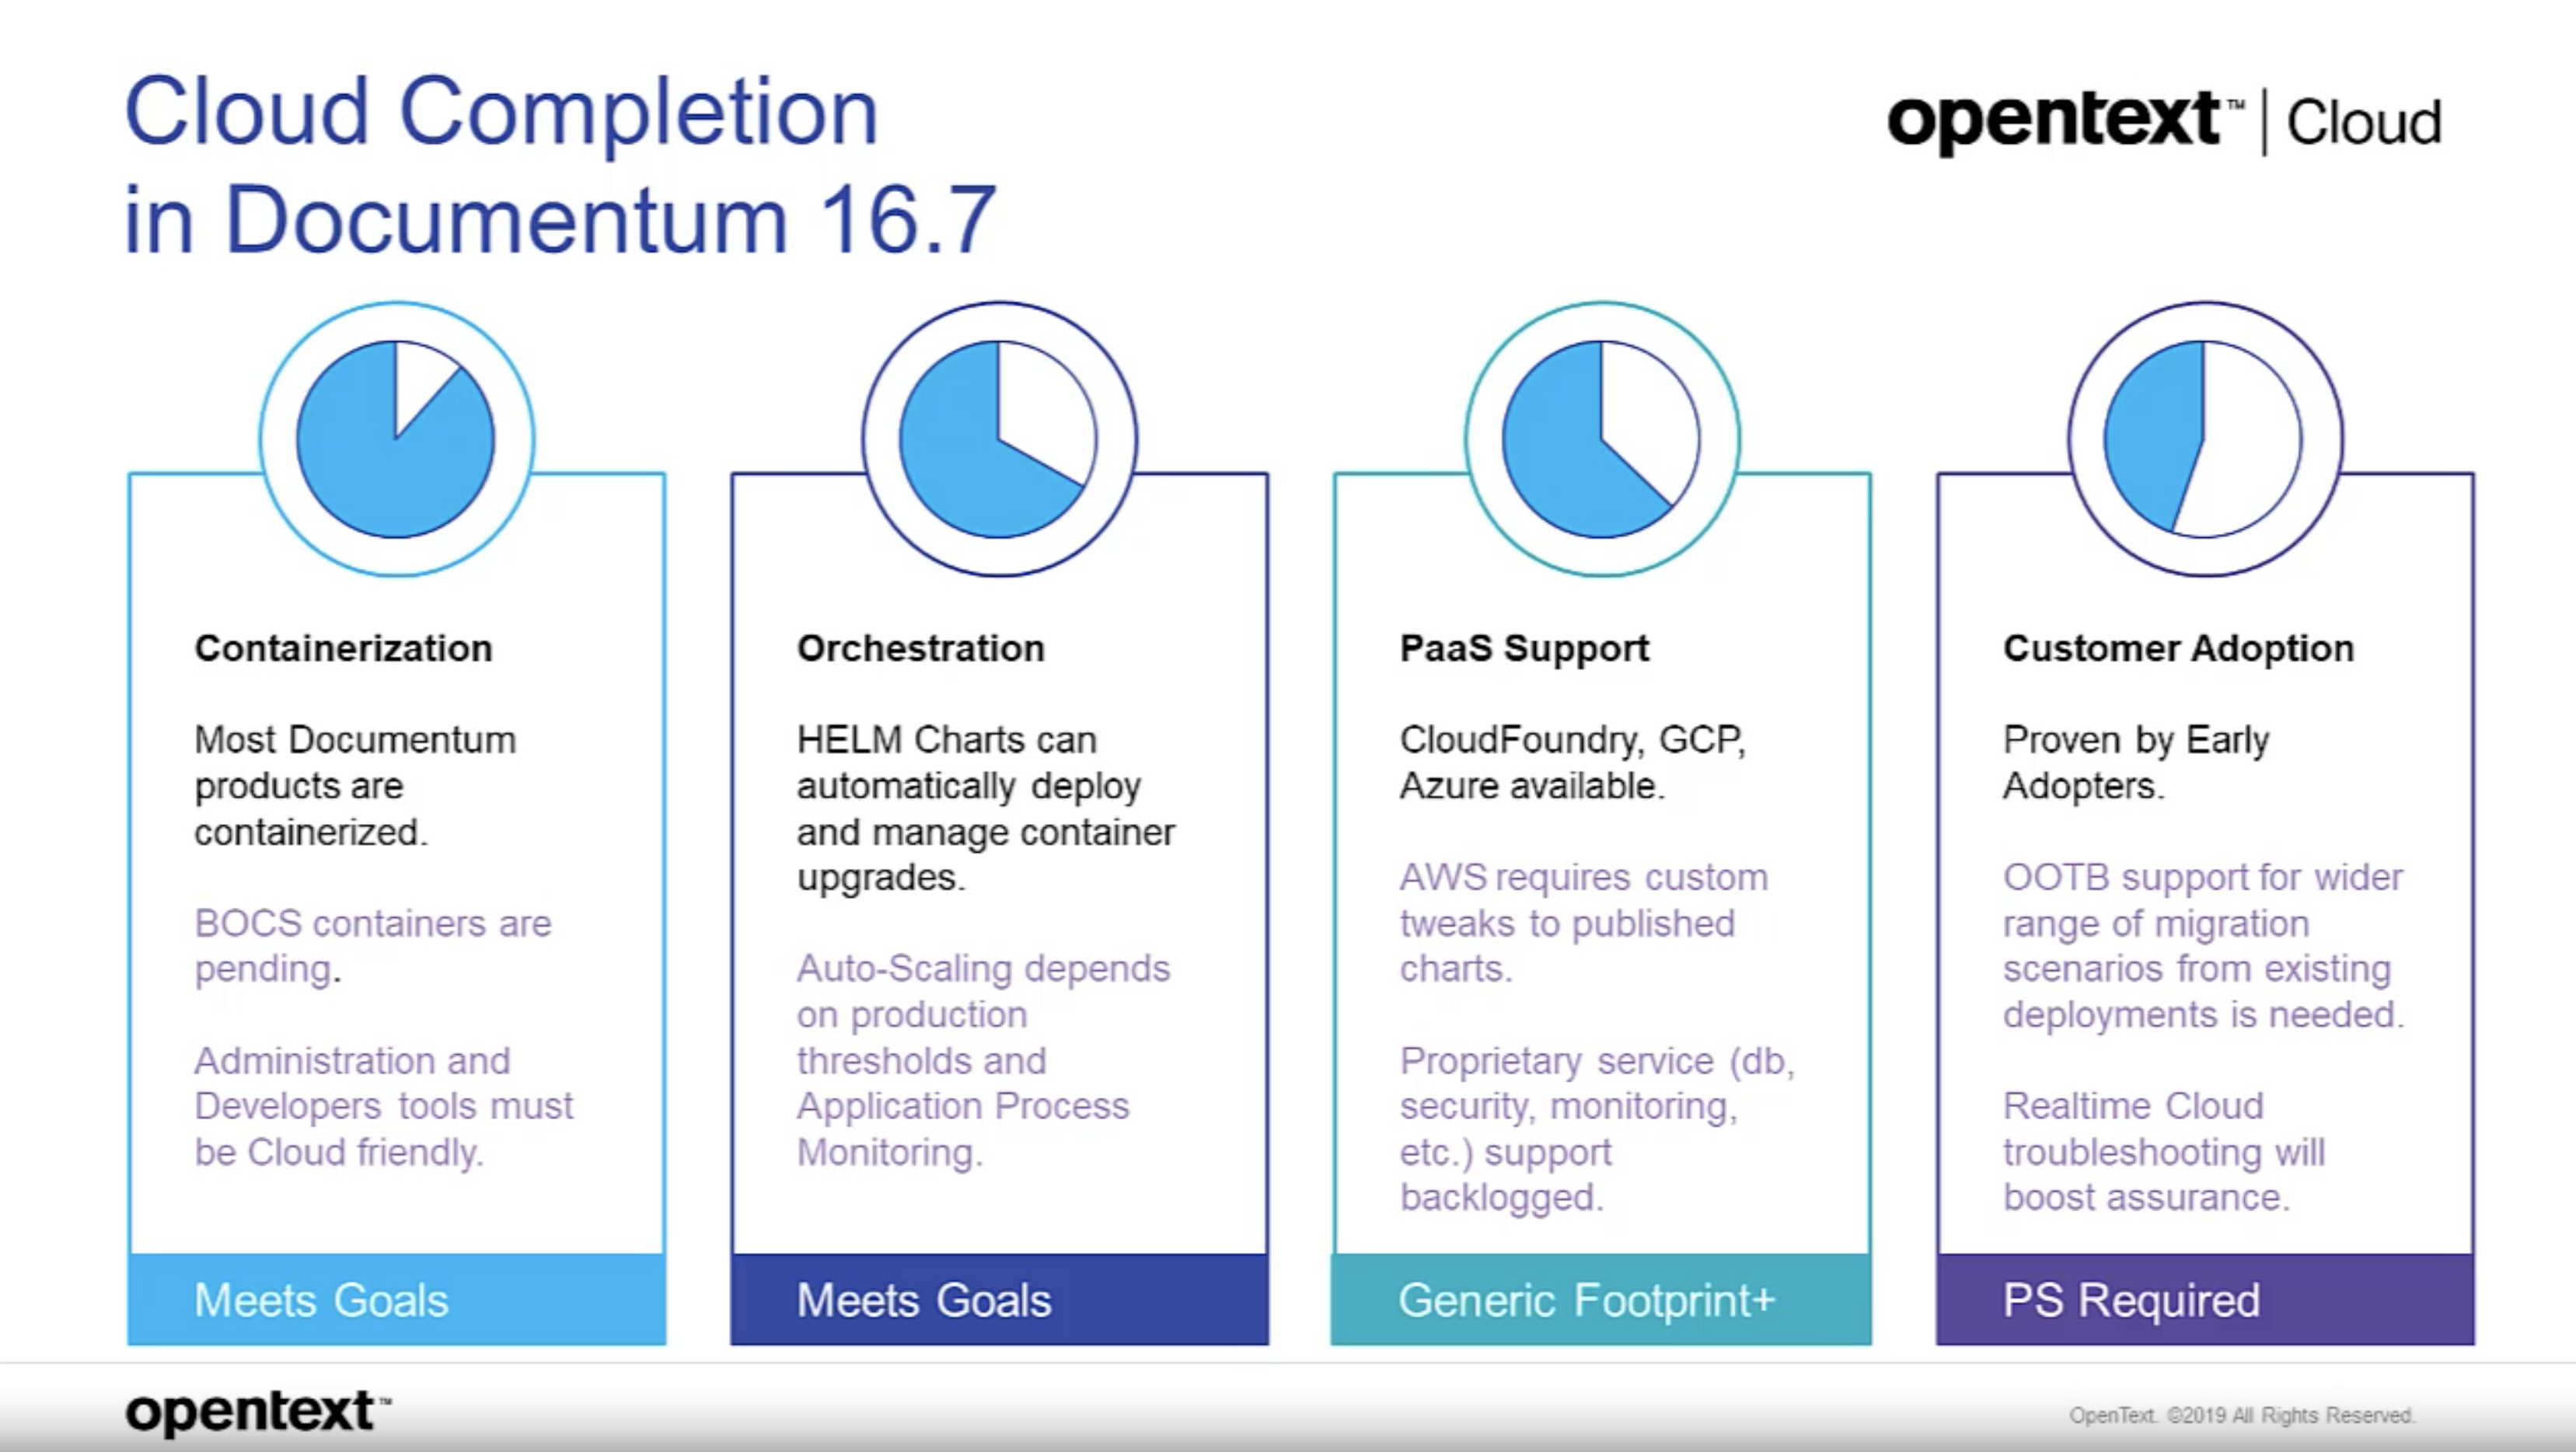 Cloud Completion
in Documentum 16.7
opentext™ | Cloud
Containerization
Most Documentum
products are
containerized.
BOCS containers are
pending.
Administration and
Developers tools must
be Cloud friendly.
Meets Goals
Orchestration
HELM Charts can
automatically deploy
and manage container
upgrades.
Auto-Scaling depends
on production
thresholds and
Application Process
Monitoring.
Meets Goals
PaaS Support
CloudFoundry, GCP,
Azure available.
AWS requires custom
tweaks to published
charts.
Proprietary service (db,
security, monitoring,
etc.) support
backlogged.
Generic Footprint+
Customer Adoption
Proven by Early
Adopters.
OOTB support for wider
range of migration
scenarios from existing
deployments is needed.
Realtime Cloud
troubleshooting will
boost assurance.
PS Required
opentext™
OpenText. ©2019 All Rights Reserved.